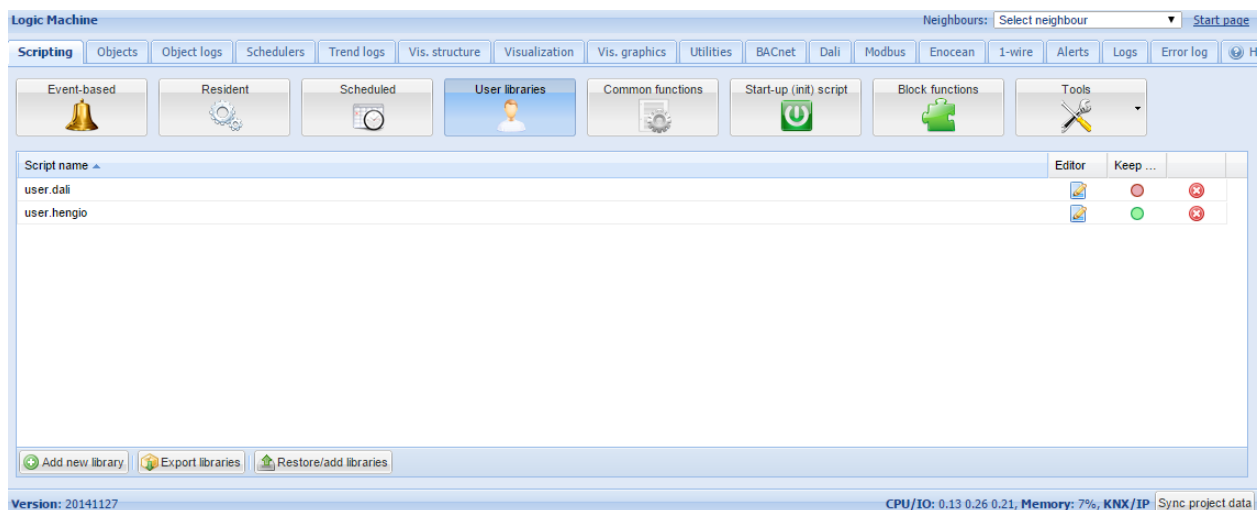 Logic Machine Neighbours: Select neighbour Start page
Scripting Objects Object logs Schedulers Trend logs Vis. structure Visualization Vis. graphics Utilities BACnet Dali Modbus Enocean 1-wire Alerts Logs Error log H
Event-based Resident Scheduled User libraries Common functions Start-up (init) script Block functions Tools
Script name Editor Keep ...
user.dali
user.hengio
Add new library Export libraries Restore/add libraries
Version: 20141127 CPU/IO: 0.13 0.26 0.21, Memory: 7%, KNX/IP Sync project data